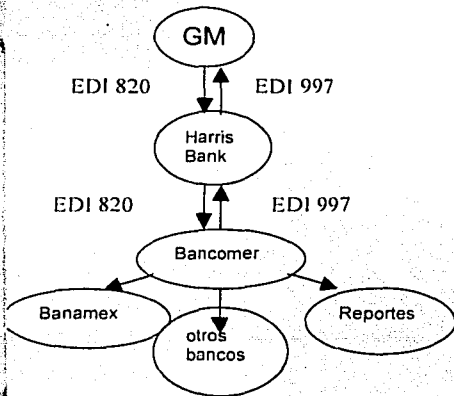 GM
EDI 820 EDI 997
Harris
Bank
EDI 820 EDI 997
Bancomer
Banamex
otros
bancos
Reportes